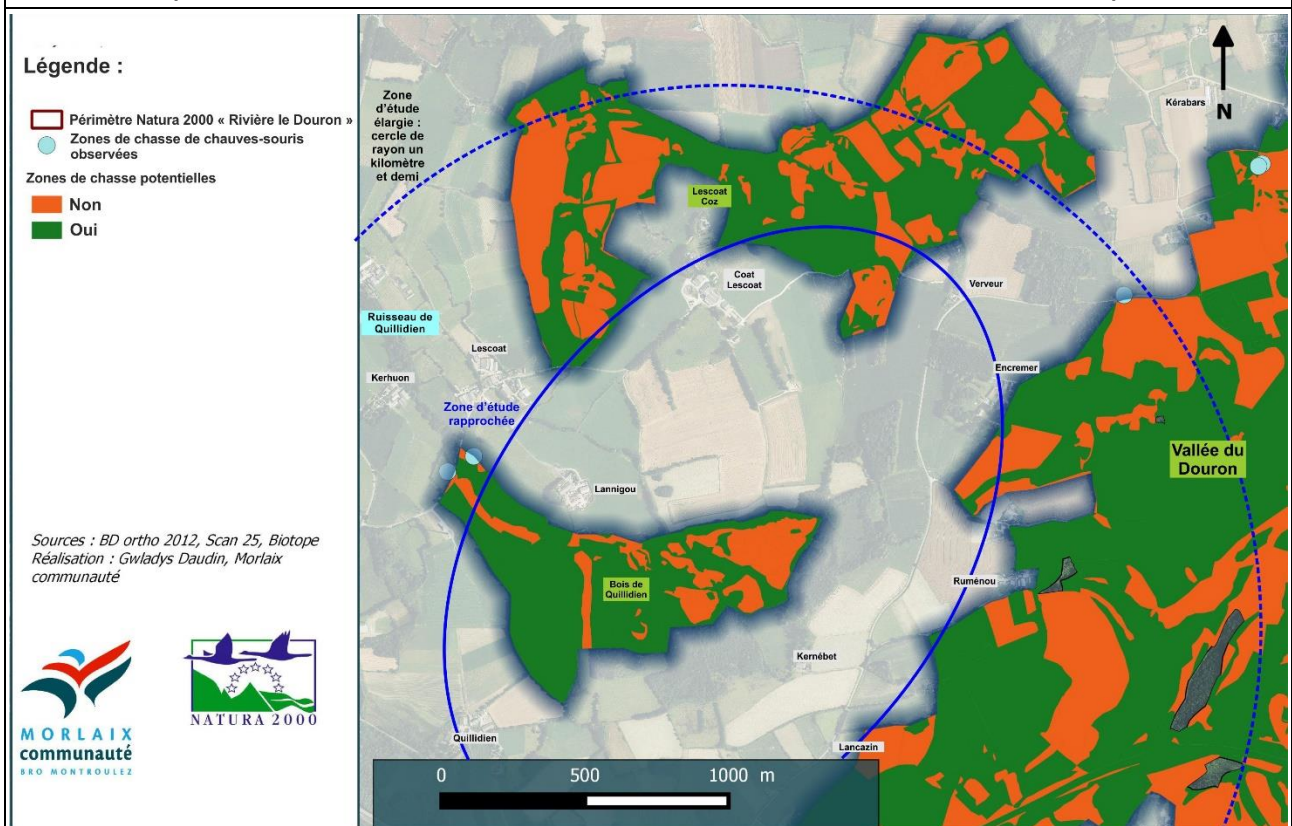 Légende :
Périmètre Natura 2000 « Rivière le Douron »
Zones de chasse de chauves-souris
observées
Zones de chasse potentielles
Non
Oui
Sources : BD ortho 2012, Scan 25, Biotope
Réalisation : Gwladys Daudin, Morlaix
communauté
MORLAIX
communauté
BRO MONTROULEZ
NATURA 2000
Zone
d'étude
élargie :
cercle de
rayon un
kilomètre
et demi
N
Kérabars
Lescoat
Coz
Coat
Lescoat
Verveur
Ruisseau de
Quillidien
Lescoat
Kerhuon
Encremer
Zone d'étude
rapprochée
Vallée du
Douron
Lannigou
Bois de
Quillidien
Ruménou
Kernébet
Quillidien
Lancazin
0 500 1000 m